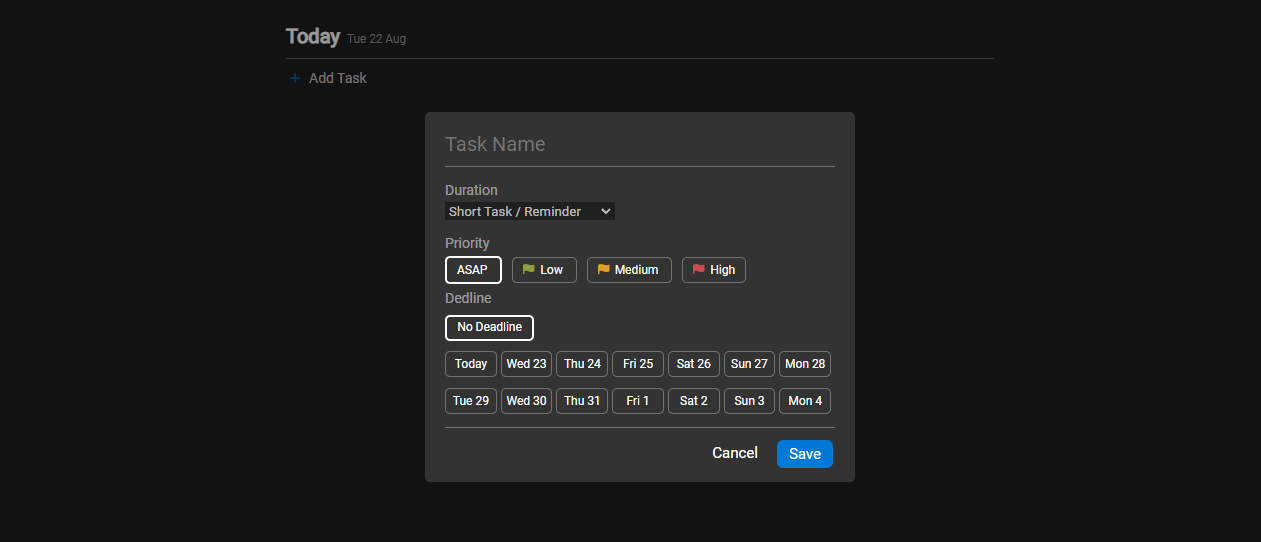 Today Tue 22 Aug
+ Add Task
Task Name
Duration
Short Task / Reminder
Priority
ASAP Low Medium High
Dedline
No Deadline
Today Wed 23 Thu 24 Fri 25 Sat 26 Sun 27 Mon 28
Tue 29 Wed 30 Thu 31 Fri 1 Sat 2 Sun 3 Mon 4
Cancel Save